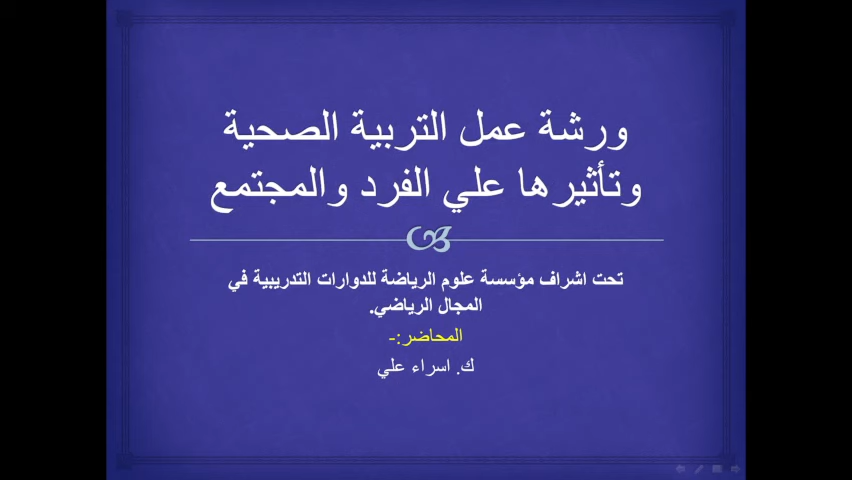 ورشة عمل التربية الصحية
وتأثيرها علي الفرد والمجتمع
تحت اشراف مؤسسة علوم الرياضة للدوارات التدريبية في
المجال الرياضي.
المحاضر:-
ك. اسراء علي